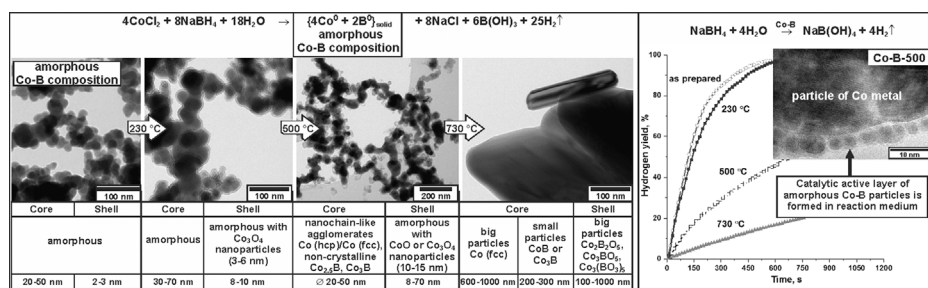 4CoCl₂ + 8NaBH₄ + 18H₂O → {4Co⁰ + 2B⁰}solid + 8NaCl + 6B(OH)₃ + 25H₂↑
amorphous
Co-B composition
amorphous
Co-B composition
230 °C
500 °C
730 °C
100 nm
100 nm
200 nm
100 nm
Core Shell Core Shell Core Shell Core Shell
amorphous
20-50 nm 2-3 nm
amorphous
30-70 nm
amorphous with
Co₃O₄
nanoparticles
(3-6 nm)
8-10 nm
nanochain-like
agglomerates
Co (hcp)/Co (fcc),
non-crystalline
Co₂.₅B, Co₃B
∅ 20-50 nm
amorphous
with
CoO or Co₃O₄
nanoparticles
(10-15 nm)
8-70 nm
big
particles
Co (fcc)
600-1000 nm
small
particles
CoB or
Co₃B
200-300 nm
big
particles
Co₂B₂O₅,
Co₃BO₅,
100-1000 nm
NaBH₄ + 4H₂O Co-B → NaB(OH)₄ + 4H₂↑
Hydrogen yield, %
100
80
60
40
20
0
as prepared
230 °C
500 °C
730 °C
Co-B-500
particle of Co metal
10 nm
Catalytic active layer of
amorphous Co-B particles is
formed in reaction medium
0 150 300 450 600 750 900 1050 1200
Time, s